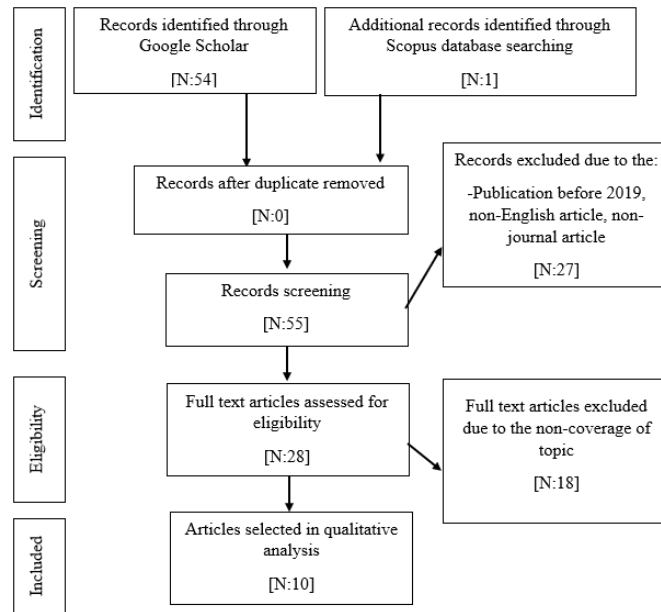 Identification
Records identified through
Google Scholar
[N:54]
Additional records identified through
Scopus database searching
[N:1]
Screening
Records after duplicate removed
[N:0]
Records excluded due to the:
-Publication before 2019,
non-English article, non-
journal article
[N:27]
Records screening
[N:55]
Eligibility
Full text articles assessed for
eligibility
[N:28]
Full text articles excluded
due to the non-coverage of
topic
[N:18]
Included
Articles selected in qualitative
analysis
[N:10]